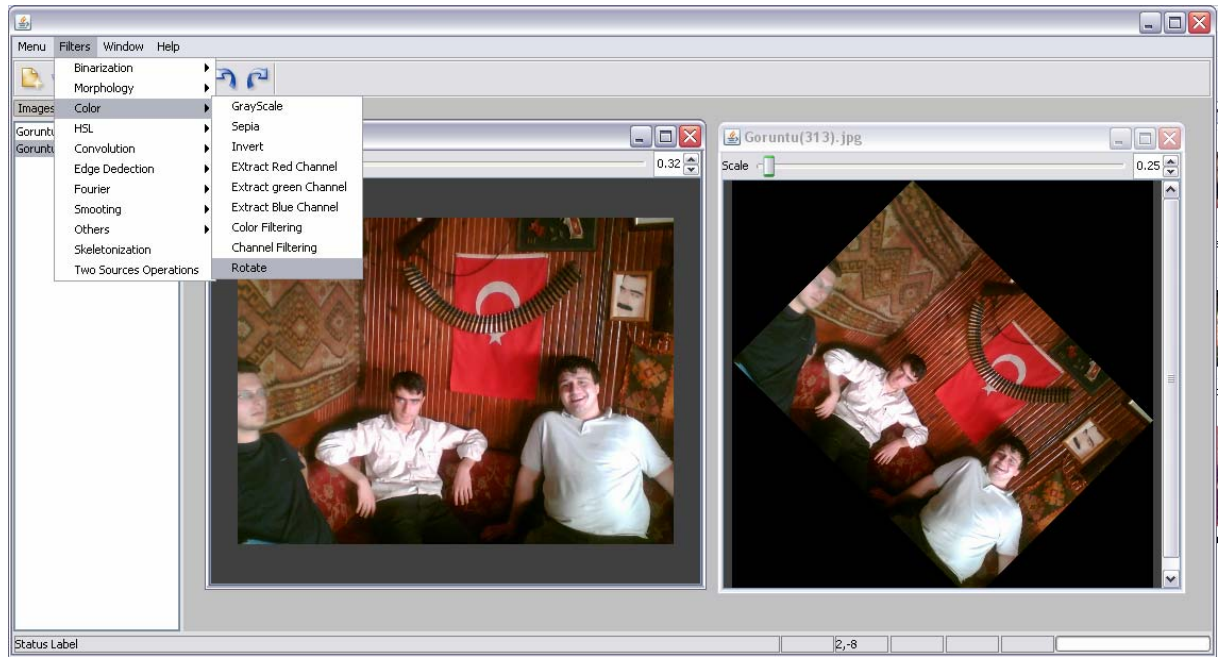 Menu Filters Window Help
Binarization
Morphology
Color
HSL
Convolution
Edge Dedection
Fourier
Smooting
Others
Skeletonization
Two Sources Operations
GrayScale
Sepia
Invert
EXtract Red Channel
Extract green Channel
Extract Blue Channel
Color Filtering
Channel Filtering
Rotate
Images
0.32
Goruntu(313).jpg
Scale 0.25
Status Label 2,-8